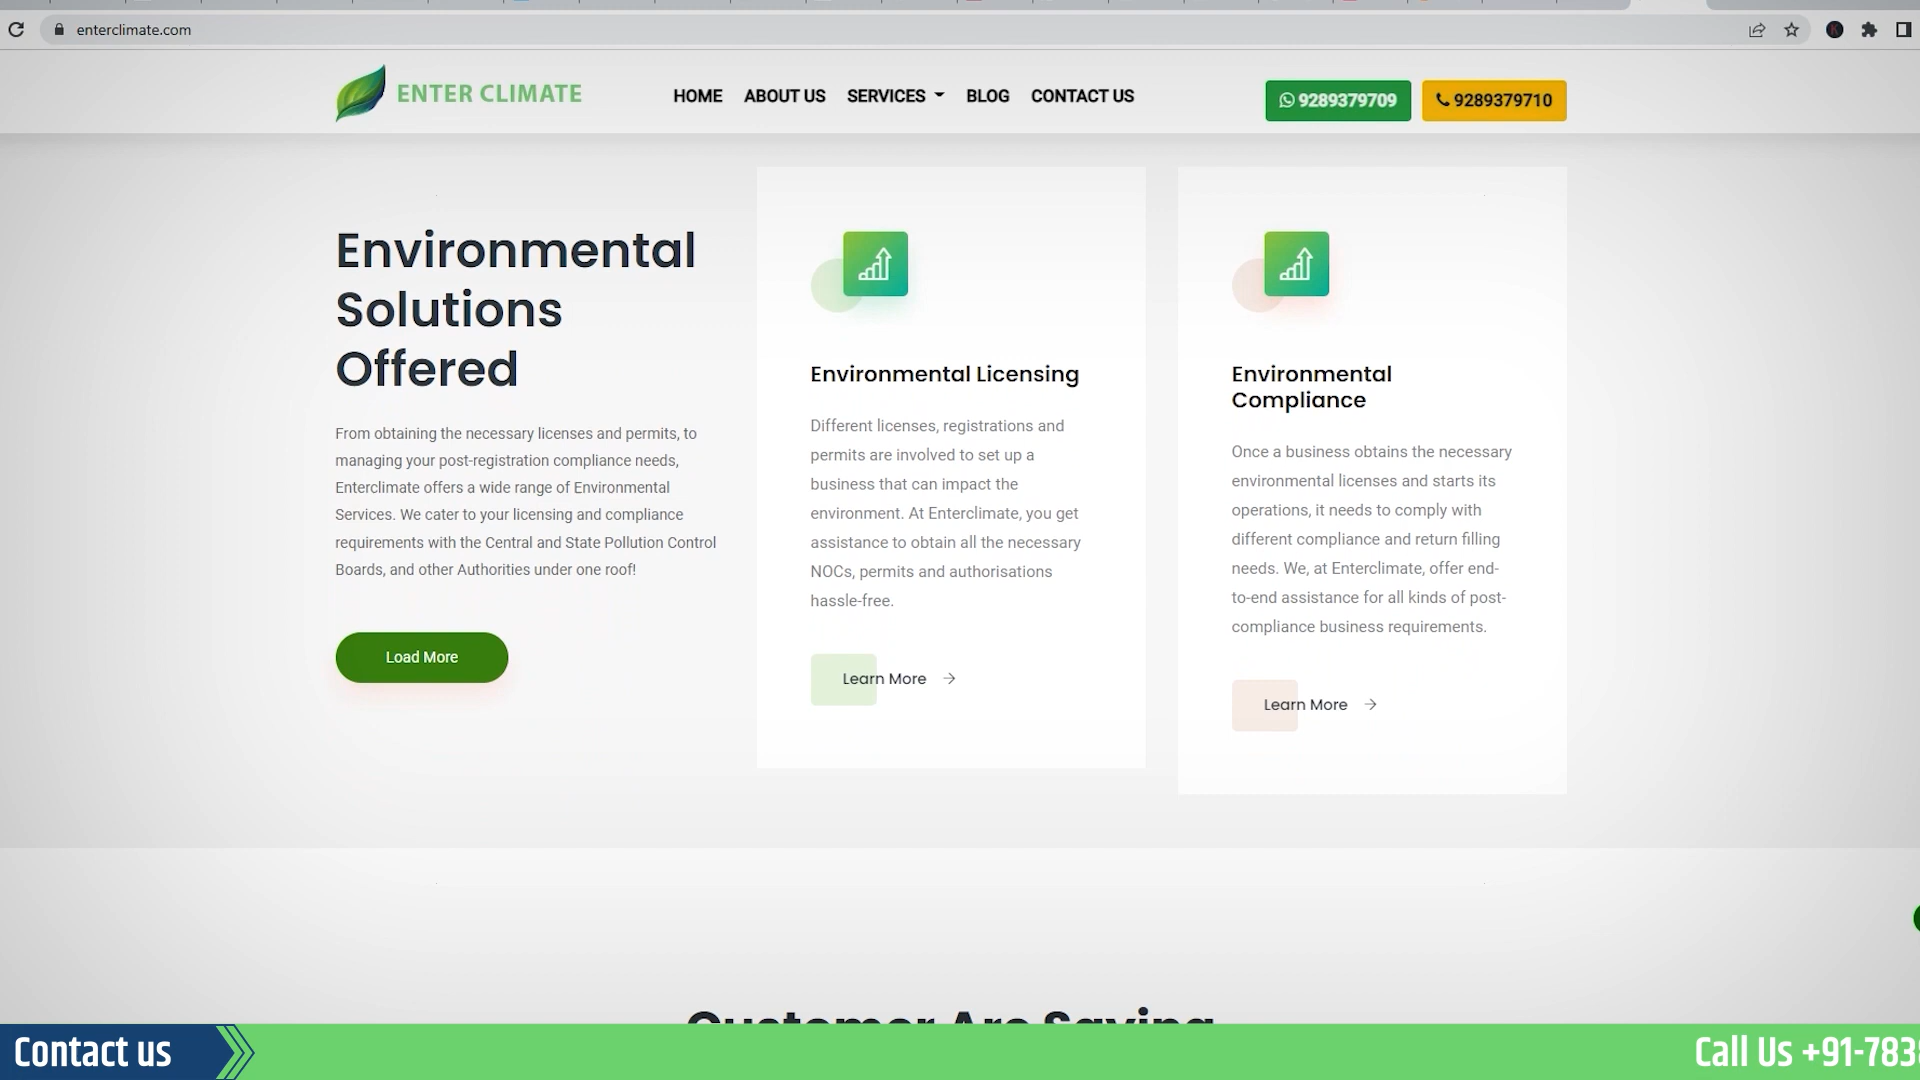 enterclimate.com
ENTER CLIMATE
HOME
ABOUT US
SERVICES
BLOG
CONTACT US
9289379709
9289379710
Environmental
Solutions
Offered
From obtaining the necessary licenses and permits, to
managing your post-registration compliance needs,
Enterclimate offers a wide range of Environmental
Services. We cater to your licensing and compliance
requirements with the Central and State Pollution Control
Boards, and other Authorities under one roof!
Load More
Environmental Licensing
Different licenses, registrations and
permits are involved to set up a
business that can impact the
environment. At Enterclimate, you get
assistance to obtain all the necessary
NOCs, permits and authorisations
hassle-free.
Learn More
Environmental
Compliance
Once a business obtains the necessary
environmental licenses and starts its
operations, it needs to comply with
different compliance and return filling
needs. We, at Enterclimate, offer end-
to-end assistance for all kinds of post-
compliance business requirements.
Learn More
Customer Are Saying
Contact us
Call Us +91-783